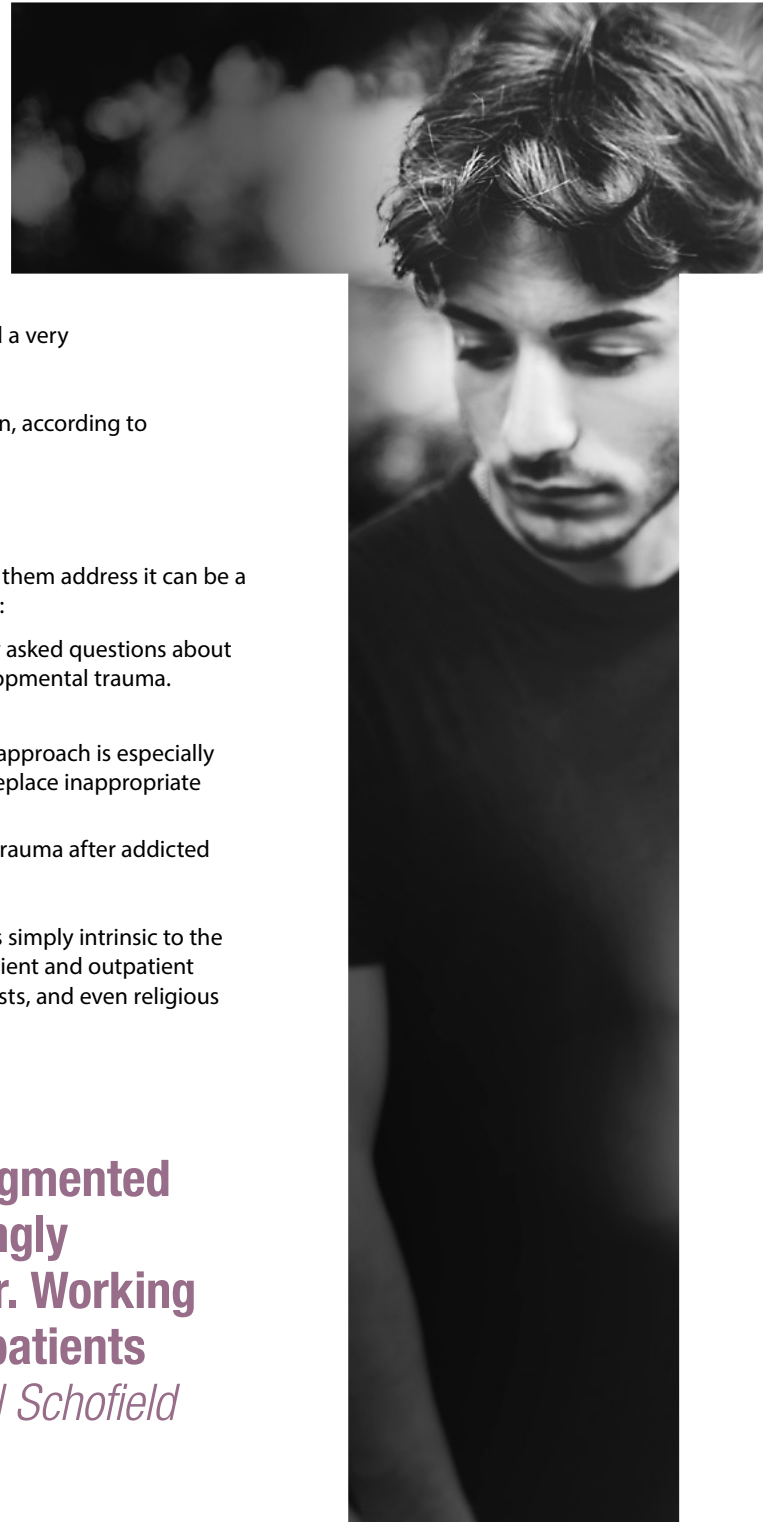 a very
n, according to
them address it can be a
:
asked questions about
opmental trauma.
approach is especially
eplace inappropriate
rauma after addicted
s simply intrinsic to the
ient and outpatient
sts, and even religious
gmented
ngly
r. Working
patients
Schofield